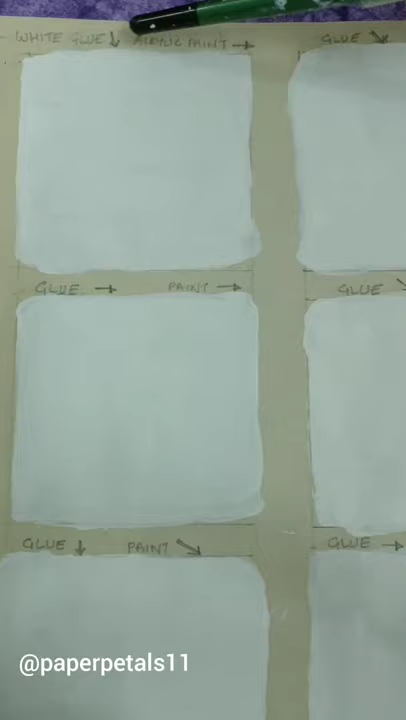 WHITE GLUE ↓ ACRYLIC PAINT →
GLUE ↘
GLUE →
PAINT →
GLUE ↘
GLUE ↓
PAINT ↘
GLUE →
@paperpetals11